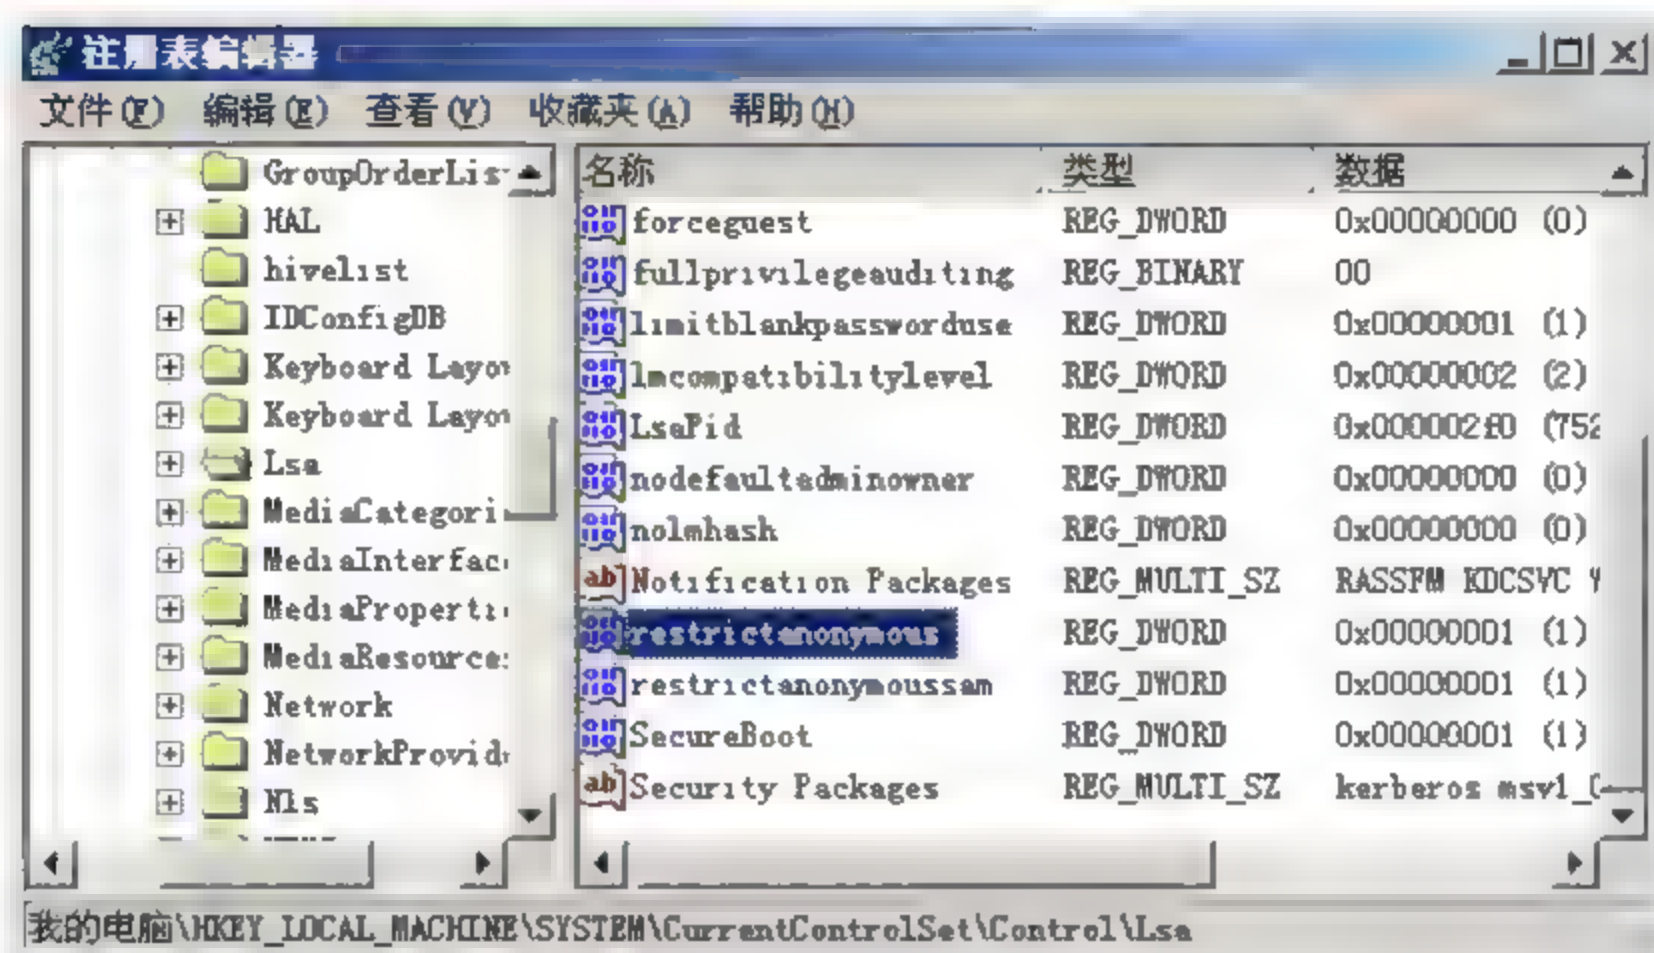 注册表编辑器
文件(F) 编辑(E) 查看(V) 收藏夹(A) 帮助(H)
GroupOrderLis
HAL
hivelist
IDConfigDB
Keyboard Layou
Keyboard Layou
Lsa
MediaCategori
MediaInterfac
MediaProperti
MediaResource
Network
NetworkProvid
Nls
名称 类型 数据
forceguest REG_DWORD 0x00000000 (0)
fullprivilegeauditing REG_BINARY 00
limitblankpassworduse REG_DWORD 0x00000001 (1)
lmcompatibilitylevel REG_DWORD 0x00000002 (2)
LsaPid REG_DWORD 0x000002f0 (752
nodefaultadminowner REG_DWORD 0x00000000 (0)
nolmhash REG_DWORD 0x00000000 (0)
Notification Packages REG_MULTI_SZ RASSFM KDCSVC W
restrictanonymous REG_DWORD 0x00000001 (1)
restrictanonymoussam REG_DWORD 0x00000001 (1)
SecureBoot REG_DWORD 0x00000001 (1)
Security Packages REG_MULTI_SZ kerberos msv1_0
我的电脑\HKEY_LOCAL_MACHINE\SYSTEM\CurrentControlSet\Control\Lsa